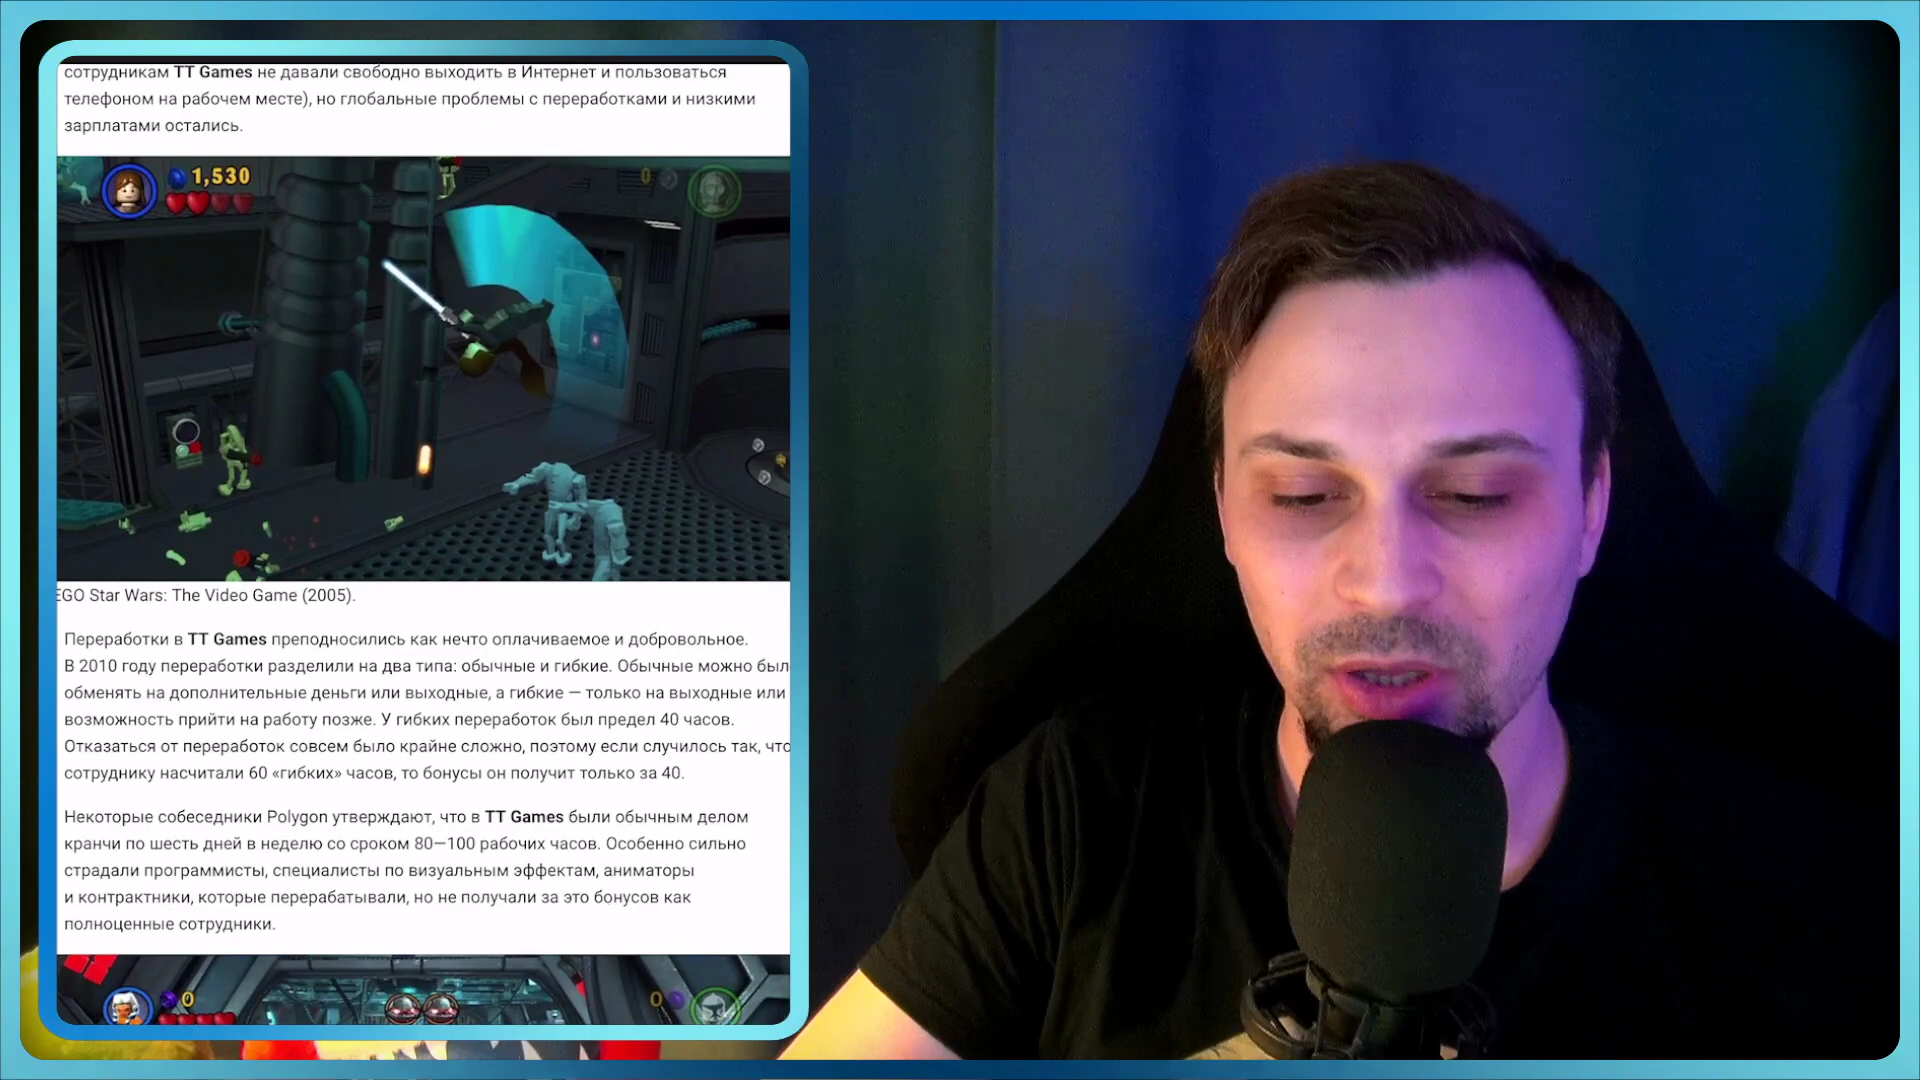 сотрудникам TT Games не давали свободно выходить в Интернет и пользоваться
телефоном на рабочем месте), но глобальные проблемы с переработками и низкими
зарплатами остались.
1,530
0
EGO Star Wars: The Video Game (2005).
Переработки в TT Games преподносились как нечто оплачиваемое и добровольное.
В 2010 году переработки разделили на два типа: обычные и гибкие. Обычные можно был
обменять на дополнительные деньги или выходные, а гибкие — только на выходные или
возможность прийти на работу позже. У гибких переработок был предел 40 часов.
Отказаться от переработок совсем было крайне сложно, поэтому если случилось так, что
сотруднику насчитали 60 «гибких» часов, то бонусы он получит только за 40.
Некоторые собеседники Polygon утверждают, что в TT Games были обычным делом
кранчи по шесть дней в неделю со сроком 80—100 рабочих часов. Особенно сильно
страдали программисты, специалисты по визуальным эффектам, аниматоры
и контрактники, которые перерабатывали, но не получали за это бонусов как
полноценные сотрудники.
0
0